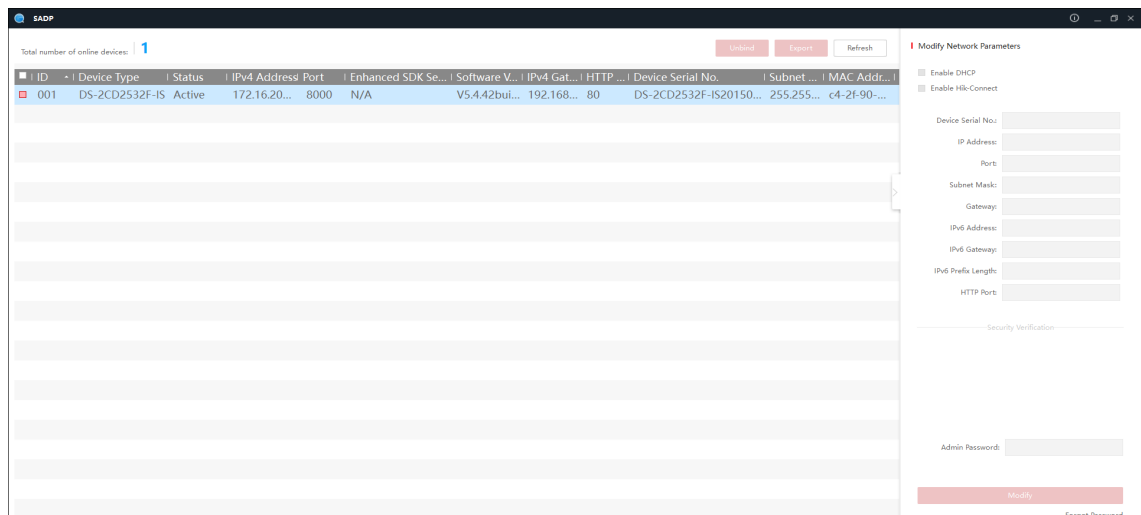 SADP
Total number of online devices: 1
Unbind
Export
Refresh
ID Device Type Status IPv4 Address Port Enhanced SDK Se... Software V... IPv4 Gat... HTTP ... Device Serial No. Subnet ... MAC Addr...
001 DS-2CD2532F-IS Active 172.16.20... 8000 N/A V5.4.42bui... 192.168... 80 DS-2CD2532F-IS20150... 255.255... c4-2f-90-...
Modify Network Parameters
Enable DHCP
Enable Hik-Connect
Device Serial No.:
IP Address:
Port:
Subnet Mask:
Gateway:
IPv6 Address:
IPv6 Gateway:
IPv6 Prefix Length:
HTTP Port:
Security Verification
Admin Password:
Modify
Forgot Password